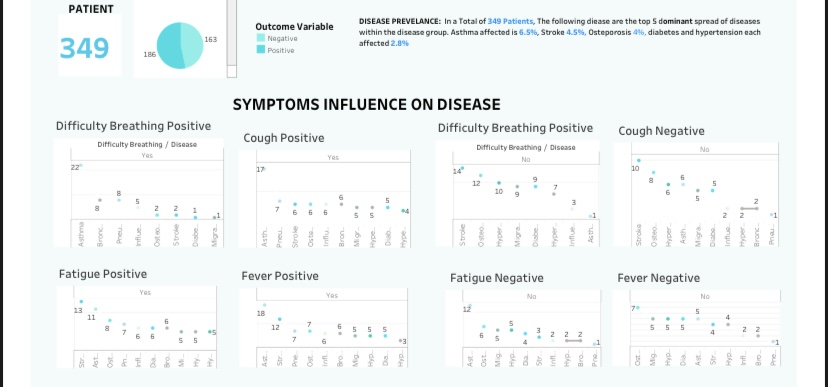 PATIENT
349
186
163
Outcome Variable
Negative
Positive
DISEASE PREVELANCE: In a Total of 349 Patients, The following diease are the top 5 dominant spread of diseases
within the disease group. Asthma affected is 6.5%, Stroke 4.5%, Osteporosis 4%, diabetes and hypertension each
affected 2.8%
SYMPTOMS INFLUENCE ON DISEASE
Difficulty Breathing Positive
Difficulty Breathing / Disease
Yes
22 8 8 5 2 2 1 1
Asthma Bronc.. Pneu.. Influe.. Osteo.. Stroke Diabe.. Migra..
Cough Positive
Yes
17 7 6 6 6 6 5 5 5 4
Asth.. Pneu.. Stroke Oste.. Influ.. Bron.. Migr.. Hype.. Diab.. Hype..
Difficulty Breathing Positive
Difficulty Breathing / Disease
No
14 12 10 9 9 7 3 1
Stroke Osteo.. Hyper.. Migra.. Diabe.. Hyper.. Influe.. Asth..
Cough Negative
No
10 8 6 6 5 5 2 2 2 1
Stroke Osteo.. Hyper.. Asth.. Migra.. Diabe.. Influe.. Hyper.. Bronc.. Pneu..
Fatigue Positive
Yes
13 11 8 7 6 6 6 5 5 5
Str.. Ast.. Ost.. Pn.. Infl.. Dia.. Bro.. Mi.. Hy.. Hy..
Fever Positive
Yes
18 12 7 7 6 6 5 5 5 3
Ast.. Str.. Pne.. Ost.. Infl.. Bro.. Mig.. Hyp.. Dia.. Hyp..
Fatigue Negative
No
12 6 5 5 4 3 2 2 2 1
Ast.. Ost.. Mig.. Hyp.. Dia.. Str.. Infl.. Hyp.. Bro.. Pne..
Fever Negative
No
7 5 5 5 5 4 4 2 2 1
Ost.. Mig.. Hyp.. Dia.. Ast.. Str.. Hyp.. Infl.. Bro.. Pne..